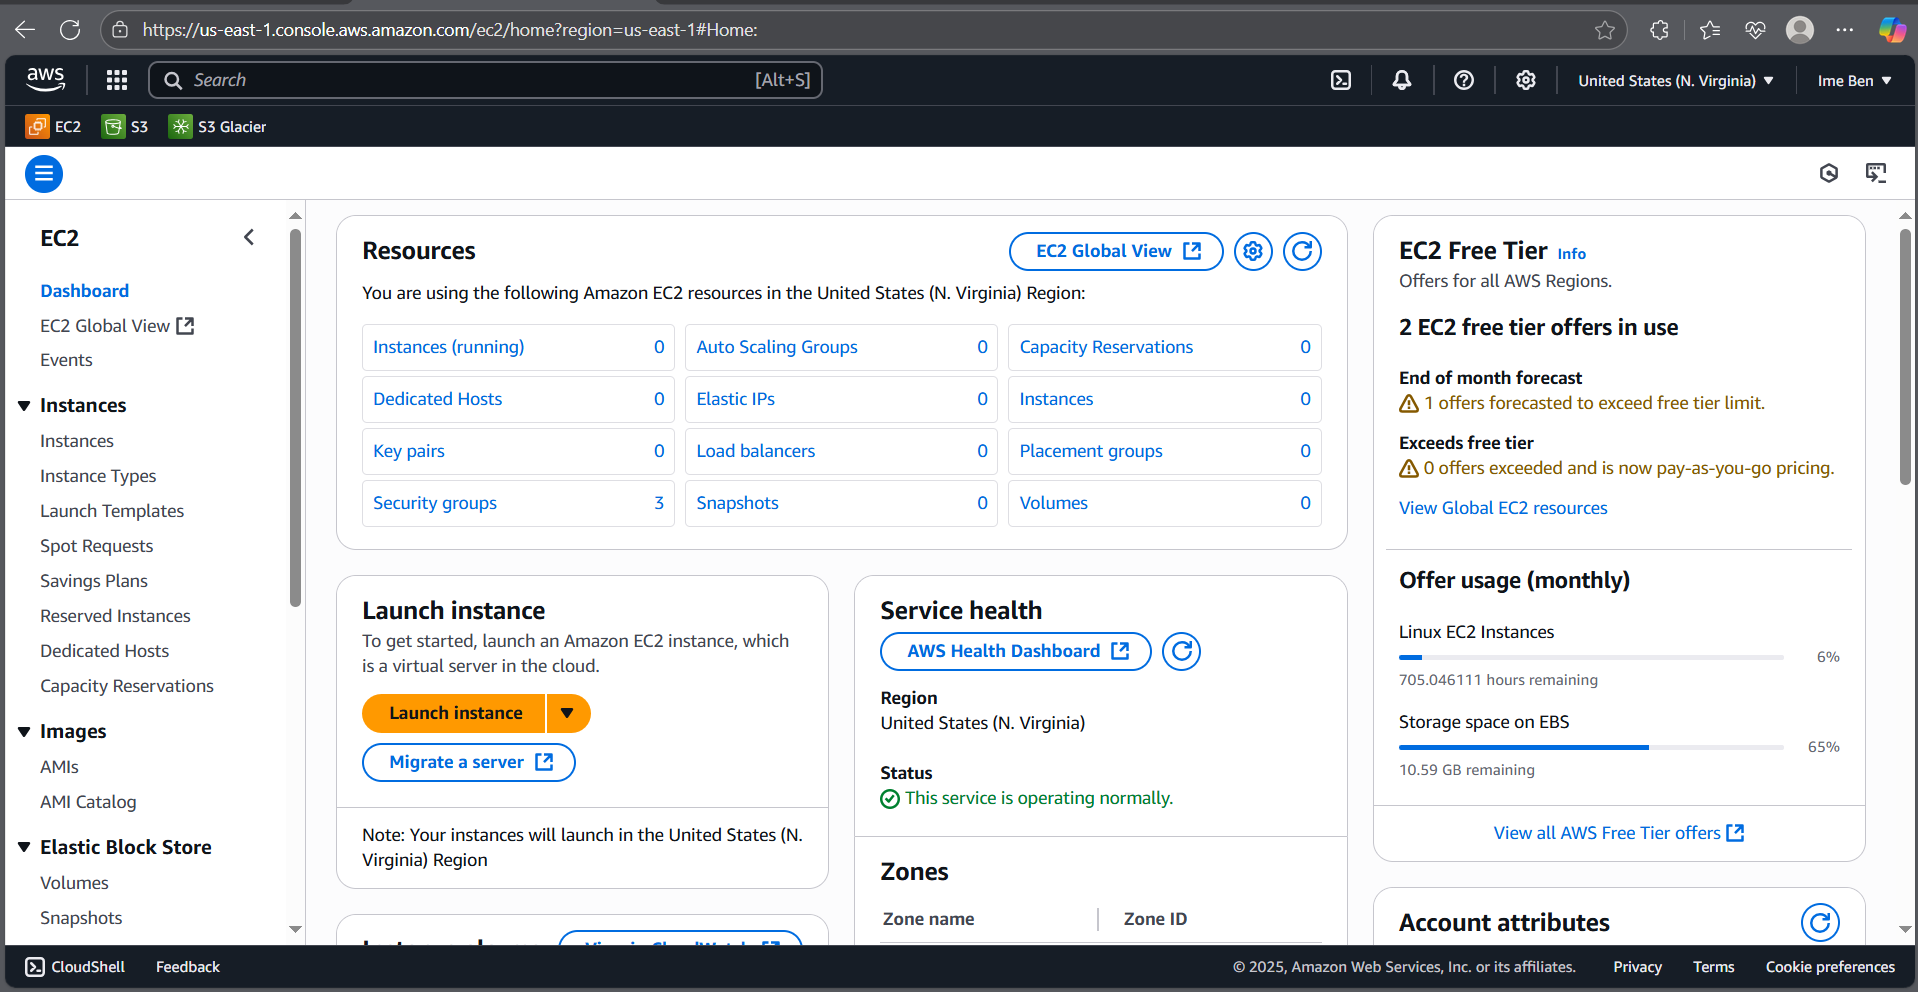 https://us-east-1.console.aws.amazon.com/ec2/home?region=us-east-1#Home:
aws
Search
[Alt+S]
United States (N. Virginia)
Ime Ben
EC2
S3
S3 Glacier
EC2
Dashboard
EC2 Global View
Events
Instances
Instances
Instance Types
Launch Templates
Spot Requests
Savings Plans
Reserved Instances
Dedicated Hosts
Capacity Reservations
Images
AMIs
AMI Catalog
Elastic Block Store
Volumes
Snapshots
Resources
EC2 Global View
You are using the following Amazon EC2 resources in the United States (N. Virginia) Region:
Instances (running) 0
Auto Scaling Groups 0
Capacity Reservations 0
Dedicated Hosts 0
Elastic IPs 0
Instances 0
Key pairs 0
Load balancers 0
Placement groups 0
Security groups 3
Snapshots 0
Volumes 0
Launch instance
To get started, launch an Amazon EC2 instance, which
is a virtual server in the cloud.
Launch instance
Migrate a server
Note: Your instances will launch in the United States (N.
Virginia) Region
Service health
AWS Health Dashboard
Region
United States (N. Virginia)
Status
This service is operating normally.
Zones
Zone name
Zone ID
EC2 Free Tier Info
Offers for all AWS Regions.
2 EC2 free tier offers in use
End of month forecast
1 offers forecasted to exceed free tier limit.
Exceeds free tier
0 offers exceeded and is now pay-as-you-go pricing.
View Global EC2 resources
Offer usage (monthly)
Linux EC2 Instances
6%
705.046111 hours remaining
Storage space on EBS
65%
10.59 GB remaining
View all AWS Free Tier offers
Account attributes
CloudShell
Feedback
© 2025, Amazon Web Services, Inc. or its affiliates.
Privacy
Terms
Cookie preferences